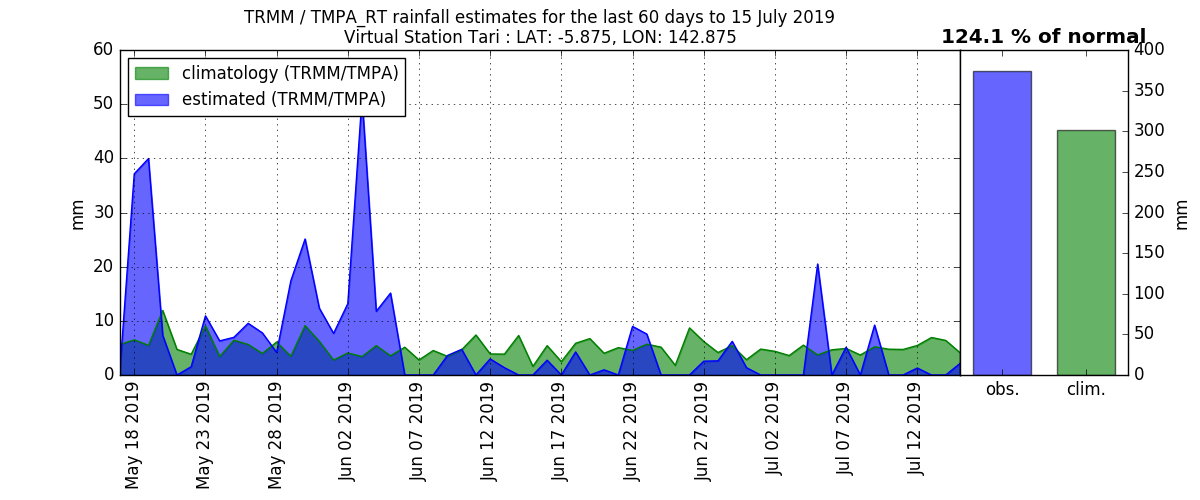 TRMM / TMPA_RT rainfall estimates for the last 60 days to 15 July 2019
Virtual Station Tari : LAT: -5.875, LON: 142.875
124.1 % of normal
climatology (TRMM/TMPA)
estimated (TRMM/TMPA)
60
50
40
30
20
10
0
mm
May 18 2019
May 23 2019
May 28 2019
Jun 02 2019
Jun 07 2019
Jun 12 2019
Jun 17 2019
Jun 22 2019
Jun 27 2019
Jul 02 2019
Jul 07 2019
Jul 12 2019
400
350
300
250
200
150
100
50
0
mm
obs.
clim.